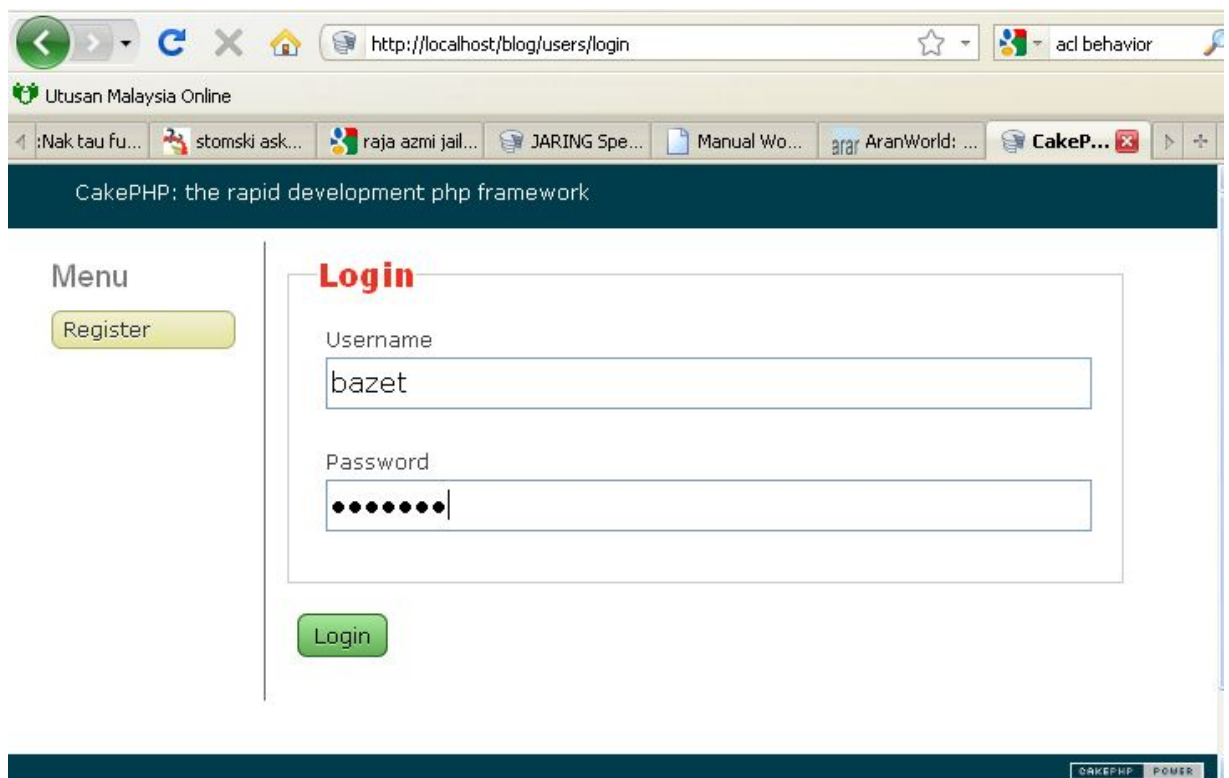 http://localhost/blog/users/login
acl behavior
Utusan Malaysia Online
:Nak tau fu...
stomski ask...
raja azmi jail...
JARING Spe...
Manual Wo...
arar AranWorld: ...
CakeP...
CakePHP: the rapid development php framework
Menu
Register
Login
Username
bazet
Password
Login
CAKEPHP POWER